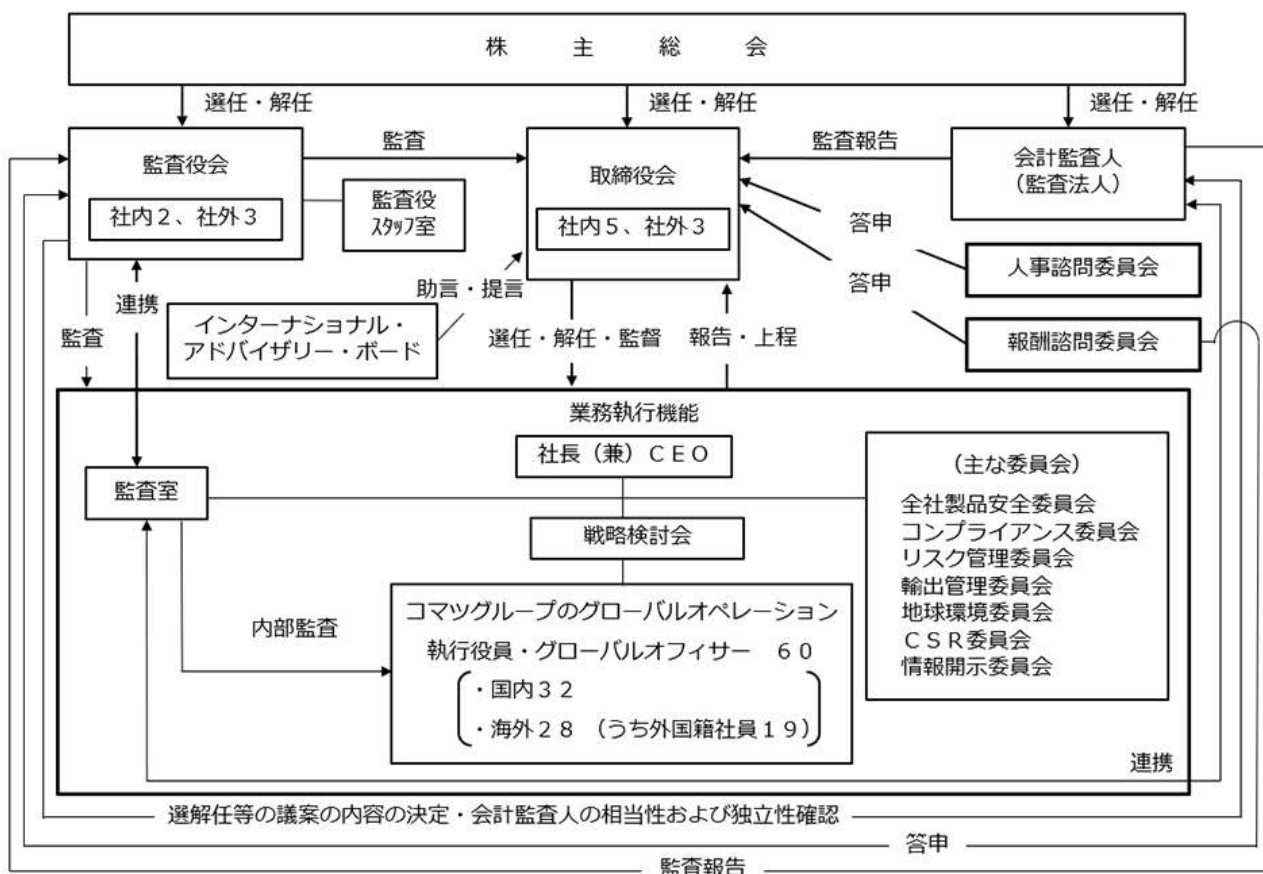 株主総会
選任・解任
選任・解任
選任・解任
監査役会
社内２、社外３
監査
監査役
ｽﾀｯﾌ室
取締役会
社内５、社外３
監査報告
会計監査人
（監査法人）
答申
人事諮問委員会
答申
報酬諮問委員会
監査
連携
助言・提言
インターナショナル・
アドバイザリー・ボード
選任・解任・監督
報告・上程
業務執行機能
社長（兼）ＣＥＯ
監査室
戦略検討会
内部監査
コマツグループのグローバルオペレーション
執行役員・グローバルオフィサー　６０
・国内３２
・海外２８　（うち外国籍社員１９）
（主な委員会）
全社製品安全委員会
コンプライアンス委員会
リスク管理委員会
輸出管理委員会
地球環境委員会
ＣＳＲ委員会
情報開示委員会
連携
選解任等の議案の内容の決定・会計監査人の相当性および独立性確認
答申
監査報告